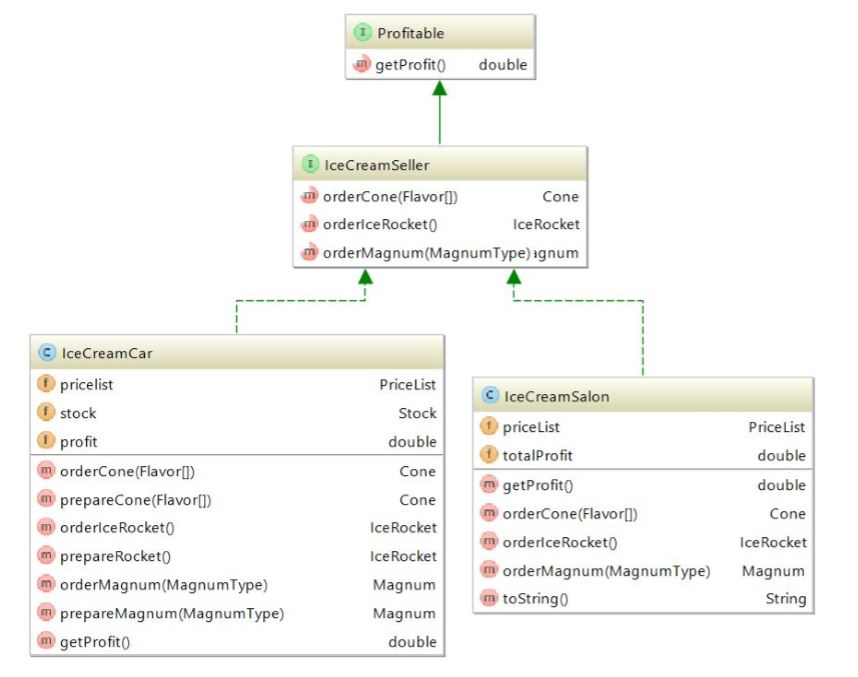 I Profitable
m getProfit() double
I IceCreamSeller
m orderCone(Flavor[]) Cone
m orderIceRocket() IceRocket
m orderMagnum(MagnumType) agnum
C IceCreamCar
f pricelist PriceList
f stock Stock
f profit double
m orderCone(Flavor[]) Cone
m prepareCone(Flavor[]) Cone
m orderIceRocket() IceRocket
m prepareRocket() IceRocket
m orderMagnum(MagnumType) Magnum
m prepareMagnum(MagnumType) Magnum
m getProfit() double
C IceCreamSalon
f priceList PriceList
f totalProfit double
m getProfit() double
m orderCone(Flavor[]) Cone
m orderIceRocket() IceRocket
m orderMagnum(MagnumType) Magnum
m toString() String